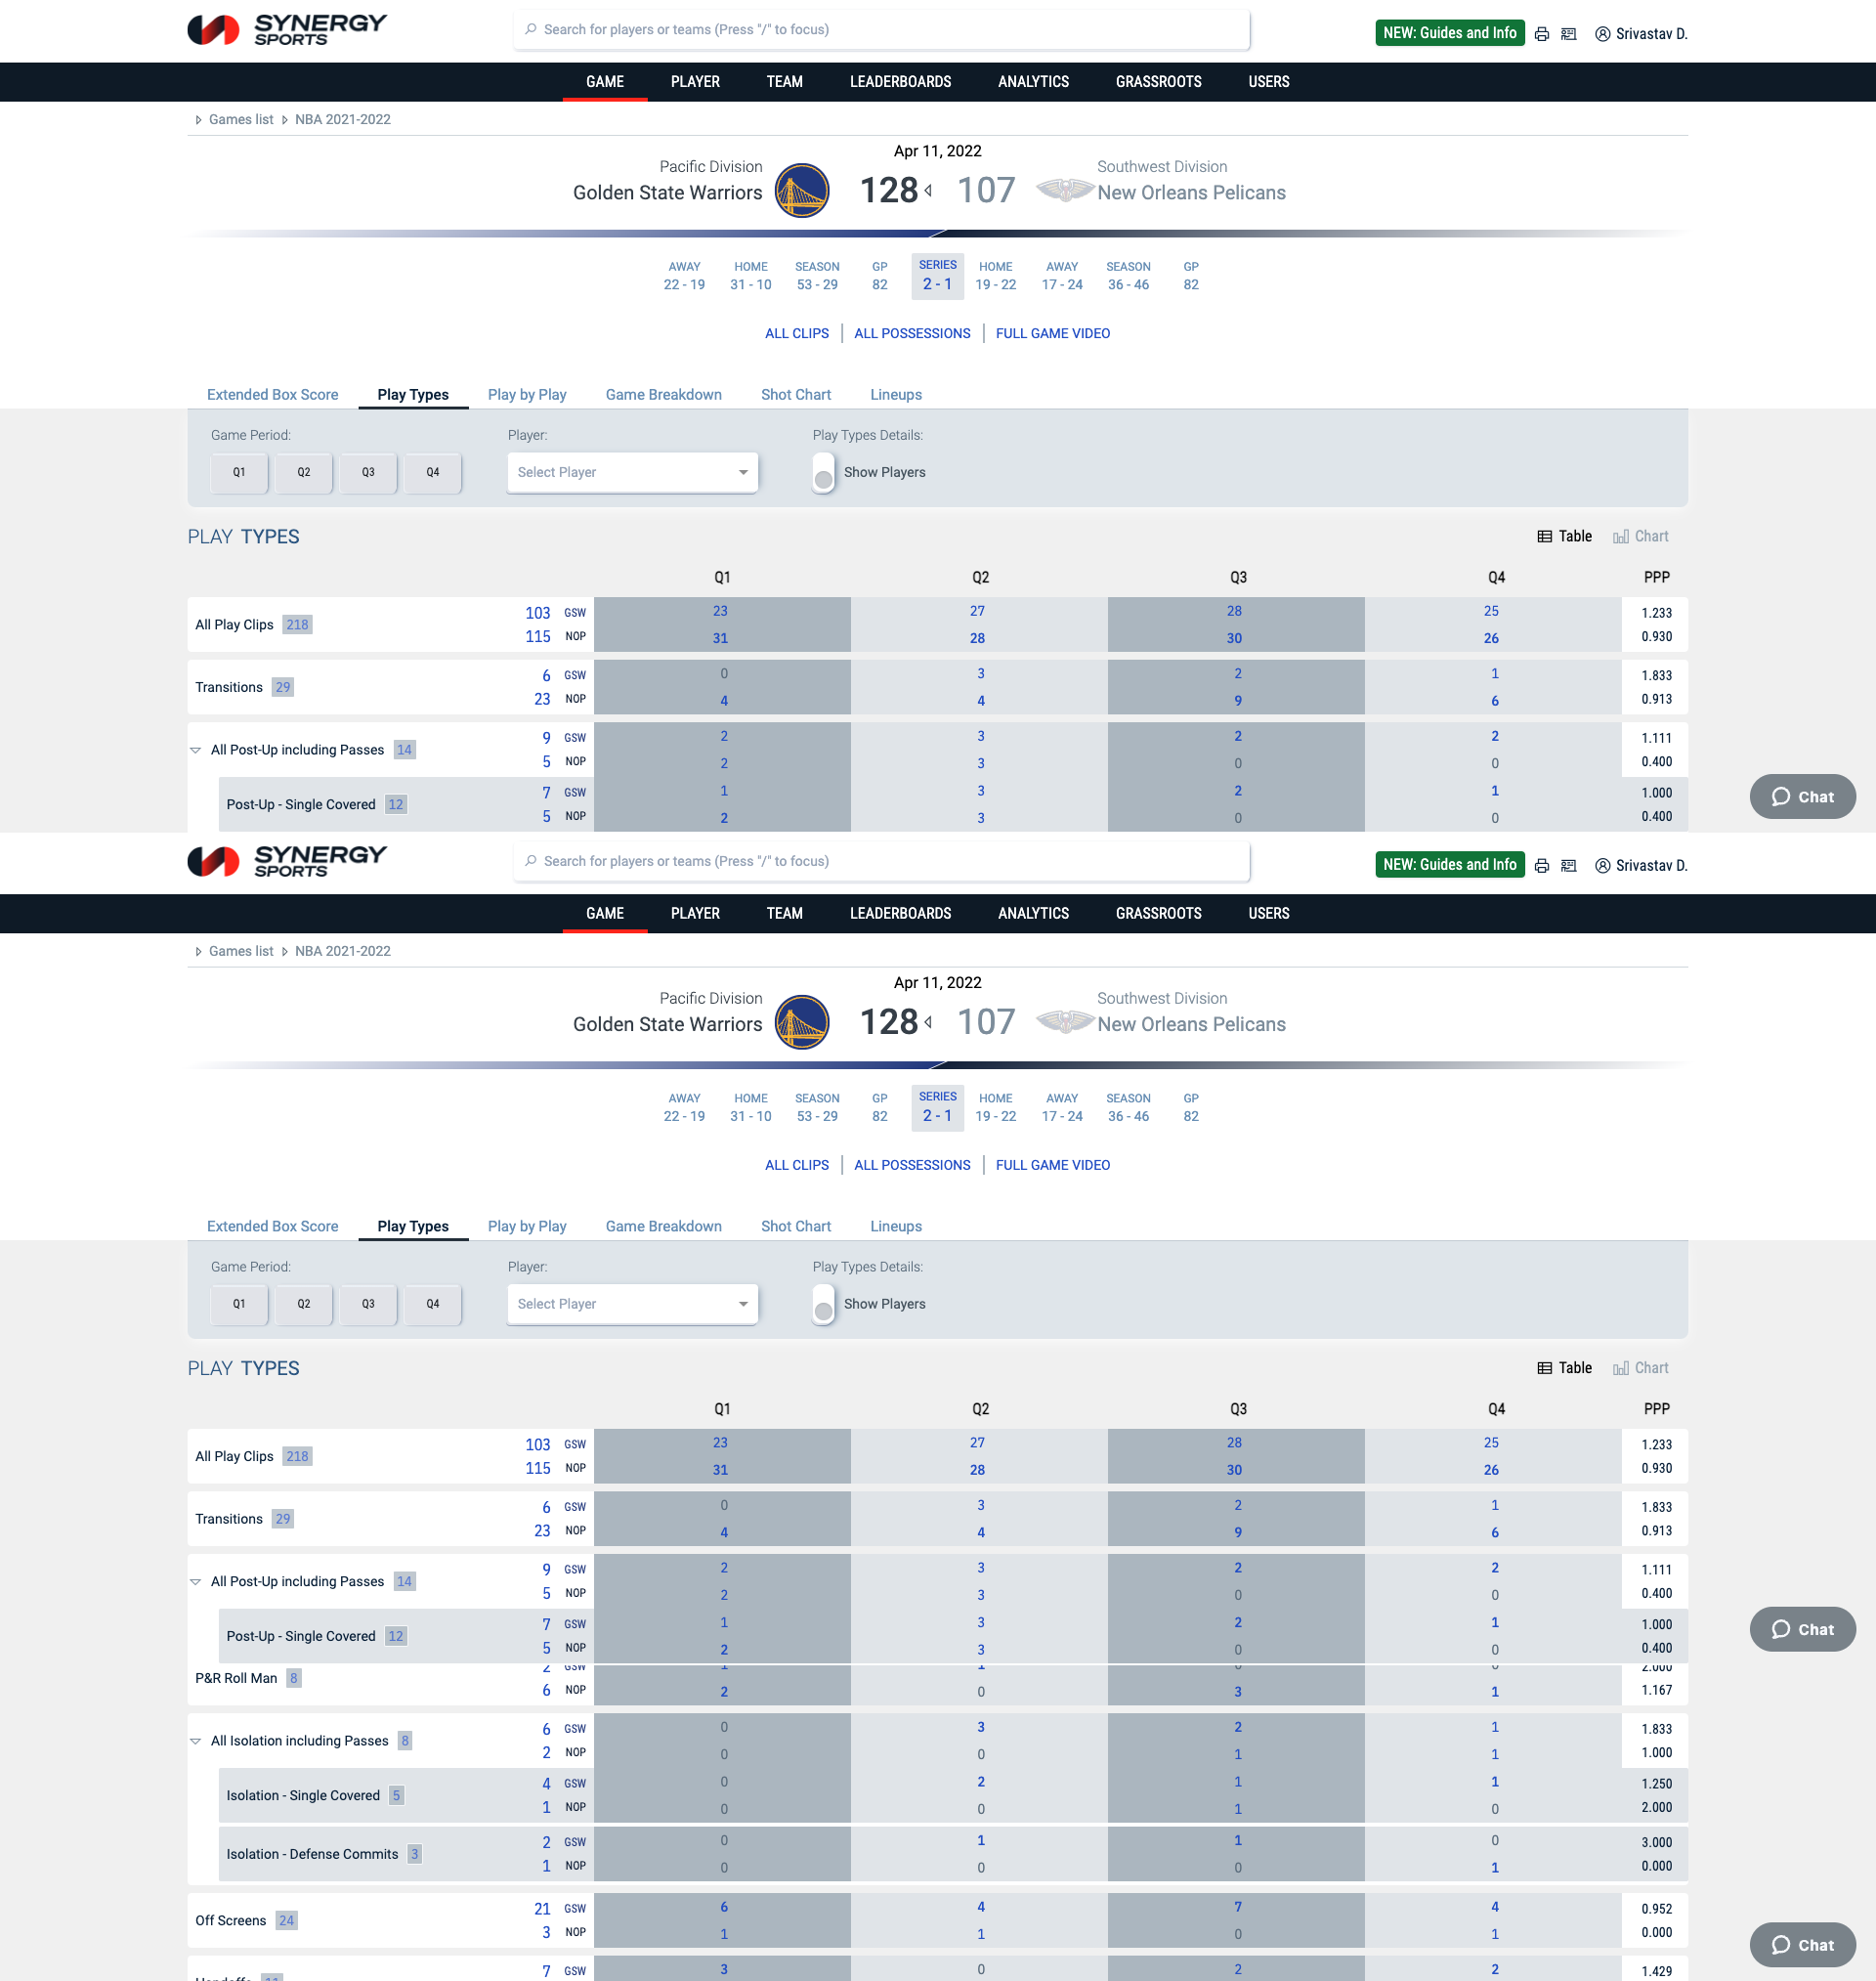 SYNERGY SPORTS
Search for players or teams (Press "/" to focus)
NEW: Guides and Info
Srivastav D.
GAME PLAYER TEAM LEADERBOARDS ANALYTICS GRASSROOTS USERS
Games list NBA 2021-2022
Apr 11, 2022
Pacific Division Southwest Division
Golden State Warriors 128 107 New Orleans Pelicans
AWAY HOME SEASON GP SERIES HOME AWAY SEASON GP
22 - 19 31 - 10 53 - 29 82 2 - 1 19 - 22 17 - 24 36 - 46 82
ALL CLIPS ALL POSSESSIONS FULL GAME VIDEO
Extended Box Score Play Types Play by Play Game Breakdown Shot Chart Lineups
Game Period: Player: Play Types Details:
Q1 Q2 Q3 Q4 Select Player Show Players
PLAY TYPES Table Chart
Q1 Q2 Q3 Q4 PPP
All Play Clips 218
103 GSW 23 27 28 25 1.233
115 NOP 31 28 30 26 0.930
Transitions 29
6 GSW 0 3 2 1 1.833
23 NOP 4 4 9 6 0.913
All Post-Up including Passes 14
9 GSW 2 3 2 2 1.111
5 NOP 2 3 0 0 0.400
Post-Up - Single Covered 12
7 GSW 1 3 2 1 1.000
5 NOP 2 3 0 0 0.400
Chat
SYNERGY SPORTS
Search for players or teams (Press "/" to focus)
NEW: Guides and Info
Srivastav D.
GAME PLAYER TEAM LEADERBOARDS ANALYTICS GRASSROOTS USERS
Games list NBA 2021-2022
Apr 11, 2022
Pacific Division Southwest Division
Golden State Warriors 128 107 New Orleans Pelicans
AWAY HOME SEASON GP SERIES HOME AWAY SEASON GP
22 - 19 31 - 10 53 - 29 82 2 - 1 19 - 22 17 - 24 36 - 46 82
ALL CLIPS ALL POSSESSIONS FULL GAME VIDEO
Extended Box Score Play Types Play by Play Game Breakdown Shot Chart Lineups
Game Period: Player: Play Types Details:
Q1 Q2 Q3 Q4 Select Player Show Players
PLAY TYPES Table Chart
Q1 Q2 Q3 Q4 PPP
All Play Clips 218
103 GSW 23 27 28 25 1.233
115 NOP 31 28 30 26 0.930
Transitions 29
6 GSW 0 3 2 1 1.833
23 NOP 4 4 9 6 0.913
All Post-Up including Passes 14
9 GSW 2 3 2 2 1.111
5 NOP 2 3 0 0 0.400
Post-Up - Single Covered 12
7 GSW 1 3 2 1 1.000
5 NOP 2 3 0 0 0.400
Chat
P&R Roll Man 8
2 GSW 1 1 0 0 2.000
6 NOP 2 0 3 1 1.167
All Isolation including Passes 8
6 GSW 0 3 2 1 1.833
2 NOP 0 0 1 1 1.000
Isolation - Single Covered 5
4 GSW 0 2 1 1 1.250
1 NOP 0 0 1 0 2.000
Isolation - Defense Commits 3
2 GSW 0 1 1 0 3.000
1 NOP 0 0 0 1 0.000
Off Screens 24
21 GSW 6 4 7 4 0.952
3 NOP 1 1 0 1 0.000
Chat
7 GSW 3 0 2 2 1.429